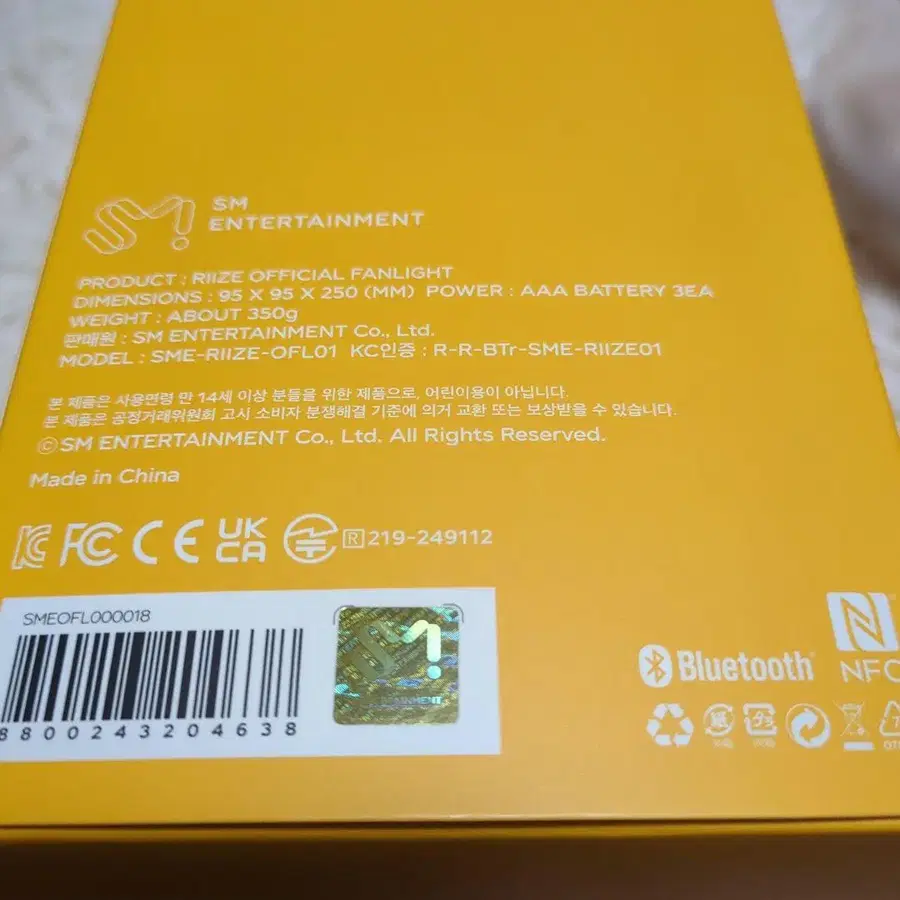 SM
ENTERTAINMENT
PRODUCT : RIIZE OFFICIAL FANLIGHT
DIMENSIONS : 95 X 95 X 250 (MM) POWER : AAA BATTERY 3EA
WEIGHT : ABOUT 350g
판매원 : SM ENTERTAINMENT Co., Ltd.
MODEL : SME-RIIZE-OFL01 KC인증 : R-R-BTr-SME-RIIZE01
본 제품은 사용연령 만 14세 이상 분들을 위한 제품으로, 어린이용이 아닙니다.
본 제품은 공정거래위원회 고시 소비자 분쟁해결 기준에 의거 교환 또는 보상받을 수 있습니다.
© SM ENTERTAINMENT Co., Ltd. All Rights Reserved.
Made in China
KC FC CE UK CA R 219-249112
SMEOFL000018
8800243204638
Bluetooth
NFC